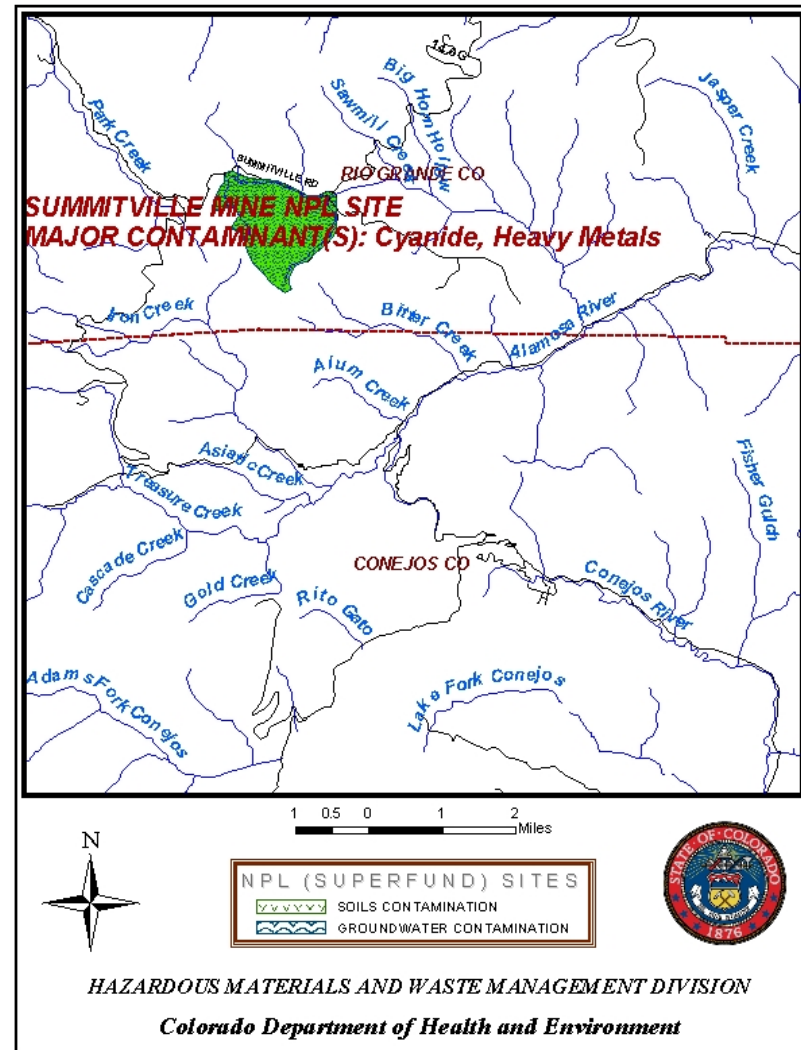 14.6 G
Big Horn Hollow
Sawmill Creek
Jasper Creek
Park Creek
SUMMITVILLE RD
RIO GRANDE CO
SUMMITVILLE MINE NPL SITE
MAJOR CONTAMINANT(S): Cyanide, Heavy Metals
Iron Creek
Bitter Creek
Alamosa River
Alum Creek
Asiatic Creek
Treasure Creek
Fisher Gulch
Cascade Creek
CONEJOS CO
Gold Creek
Rito Gato
Conejos River
Adams Fork Conejos
Lake Fork Conejos
1 0.5 0 1 2
Miles
N
NPL (SUPERFUND) SITES
SOILS CONTAMINATION
GROUNDWATER CONTAMINATION
STATE OF COLORADO
1876
HAZARDOUS MATERIALS AND WASTE MANAGEMENT DIVISION
Colorado Department of Health and Environment